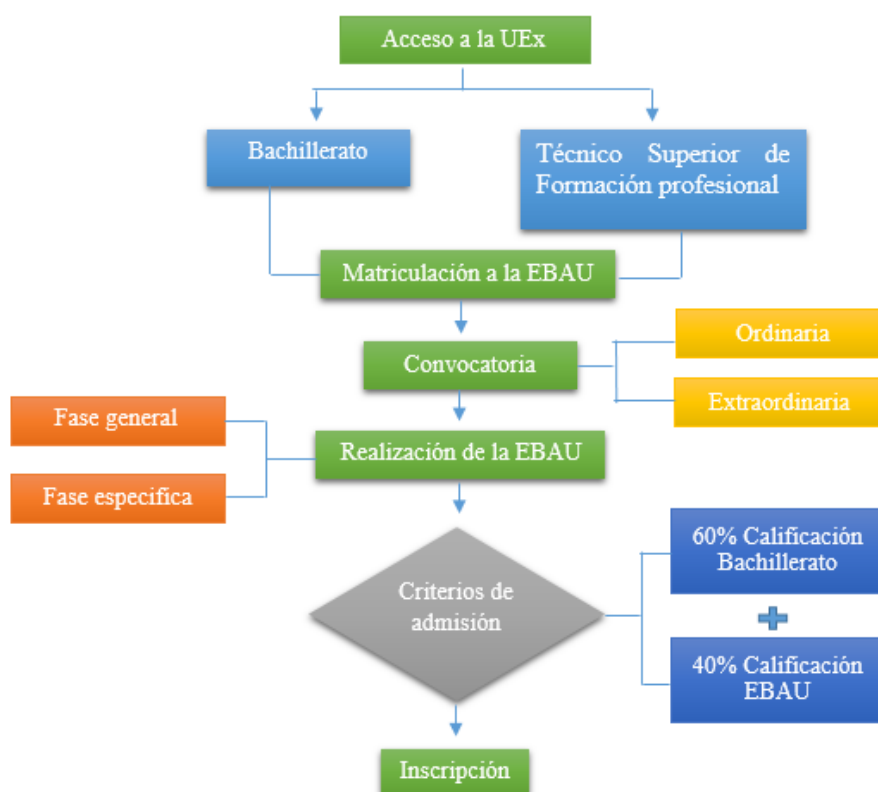 Acceso a la UEx
Bachillerato
Técnico Superior de
Formación profesional
Matriculación a la EBAU
Convocatoria
Ordinaria
Extraordinaria
Fase general
Fase especifica
Realización de la EBAU
Criterios de
admisión
60% Calificación
Bachillerato
40% Calificación
EBAU
Inscripción